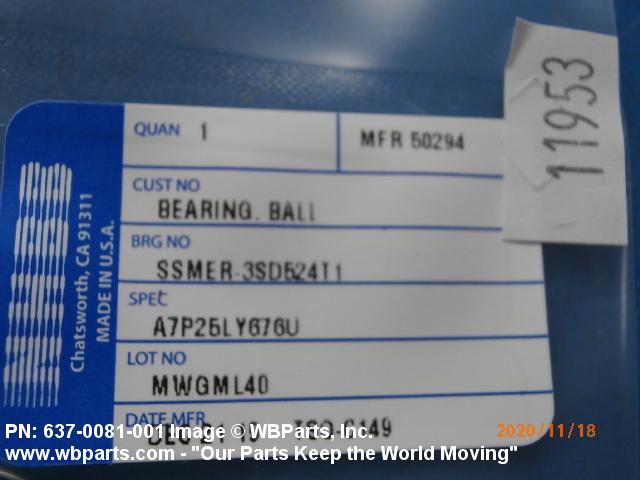 11953
QUAN 1
MFR 50294
CUST NO
BEARING. BALL
BRG NO
SSMER-3SD524T1
SPEC
A7P25LY676U
LOT NO
MWGML40
DATE MFR
Chatsworth, CA 91311
MADE IN U.S.A.
PN: 637-0081-001 Image © WBParts, Inc.
2020/11/18
www.wbparts.com - "Our Parts Keep the World Moving"